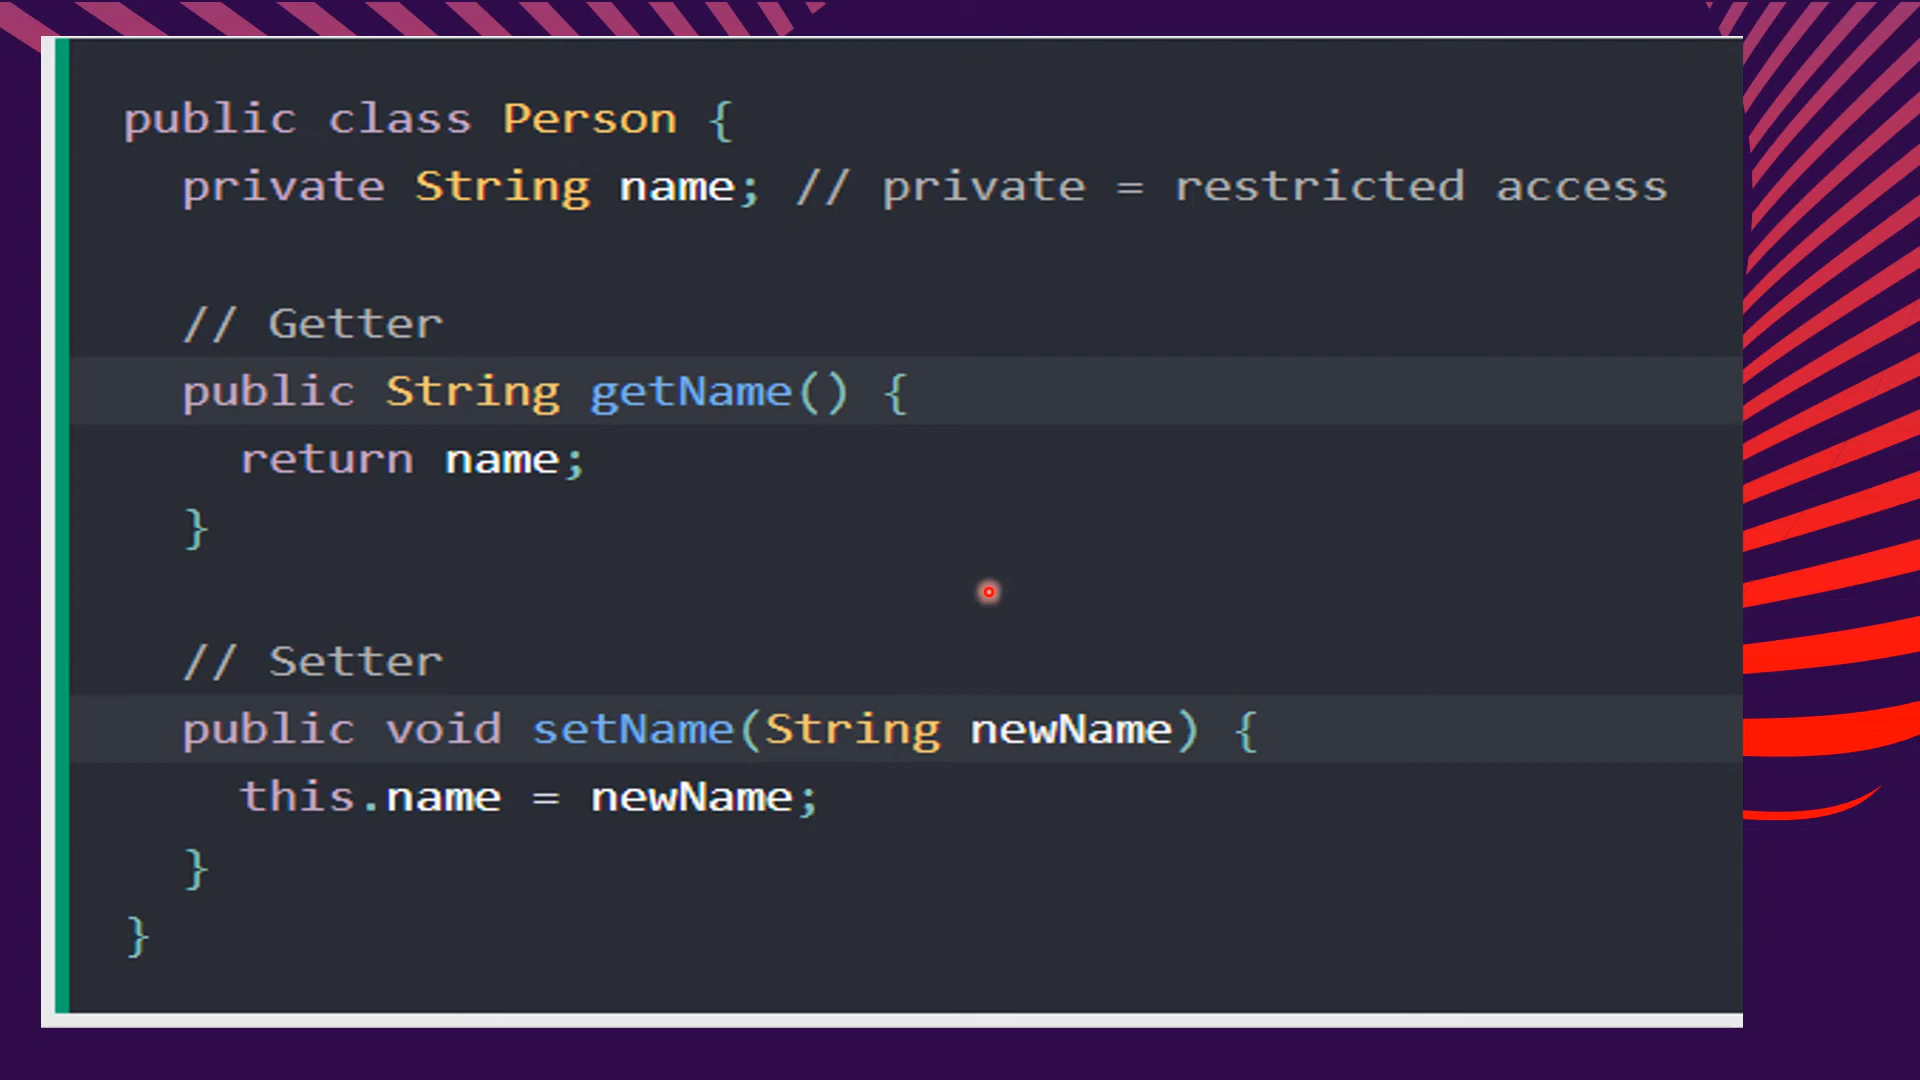 public class Person {
private String name; // private = restricted access
// Getter
public String getName() {
return name;
}
// Setter
public void setName(String newName) {
this.name = newName;
}
}